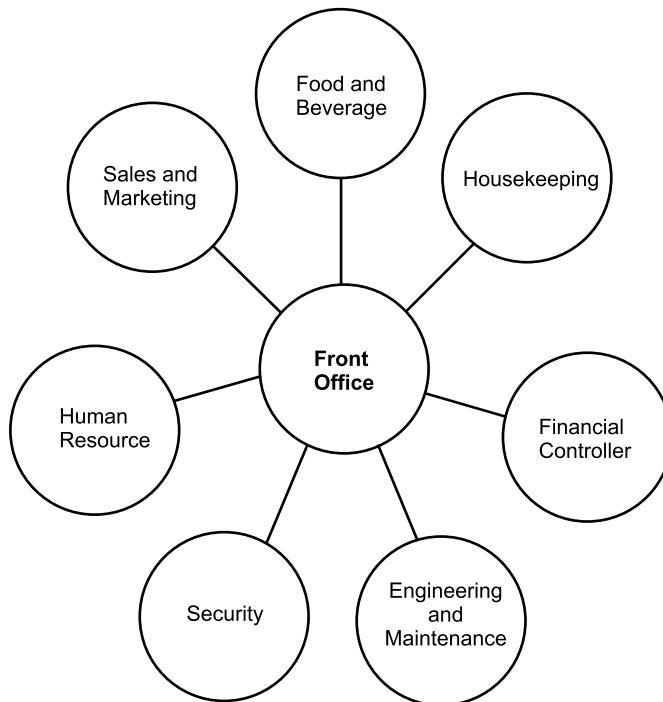 Food and
Beverage
Sales and
Marketing
Housekeeping
Front
Office
Human
Resource
Financial
Controller
Security
Engineering
and
Maintenance